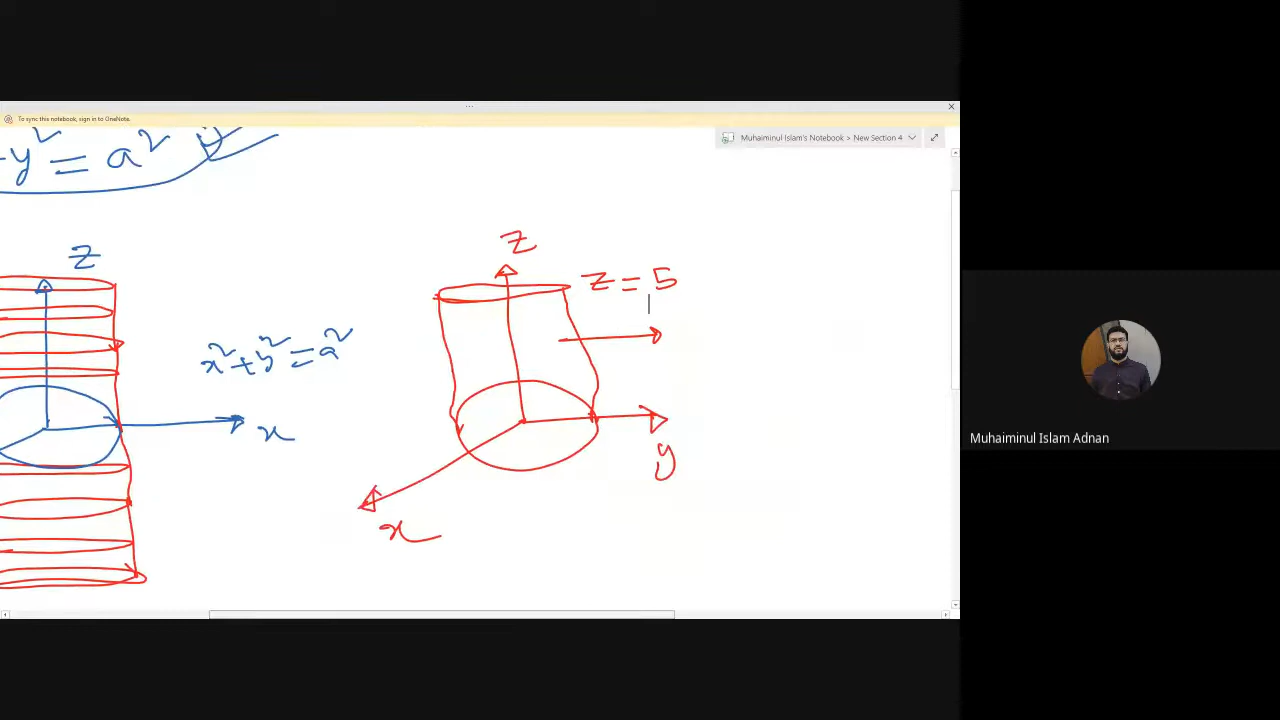 To sync this notebook, sign in to OneNote.
Muhaiminul Islam's Notebook > New Section 4
y² = a²
z
x² + y² = a²
x
z
z = 5
y
x
Muhaiminul Islam Adnan